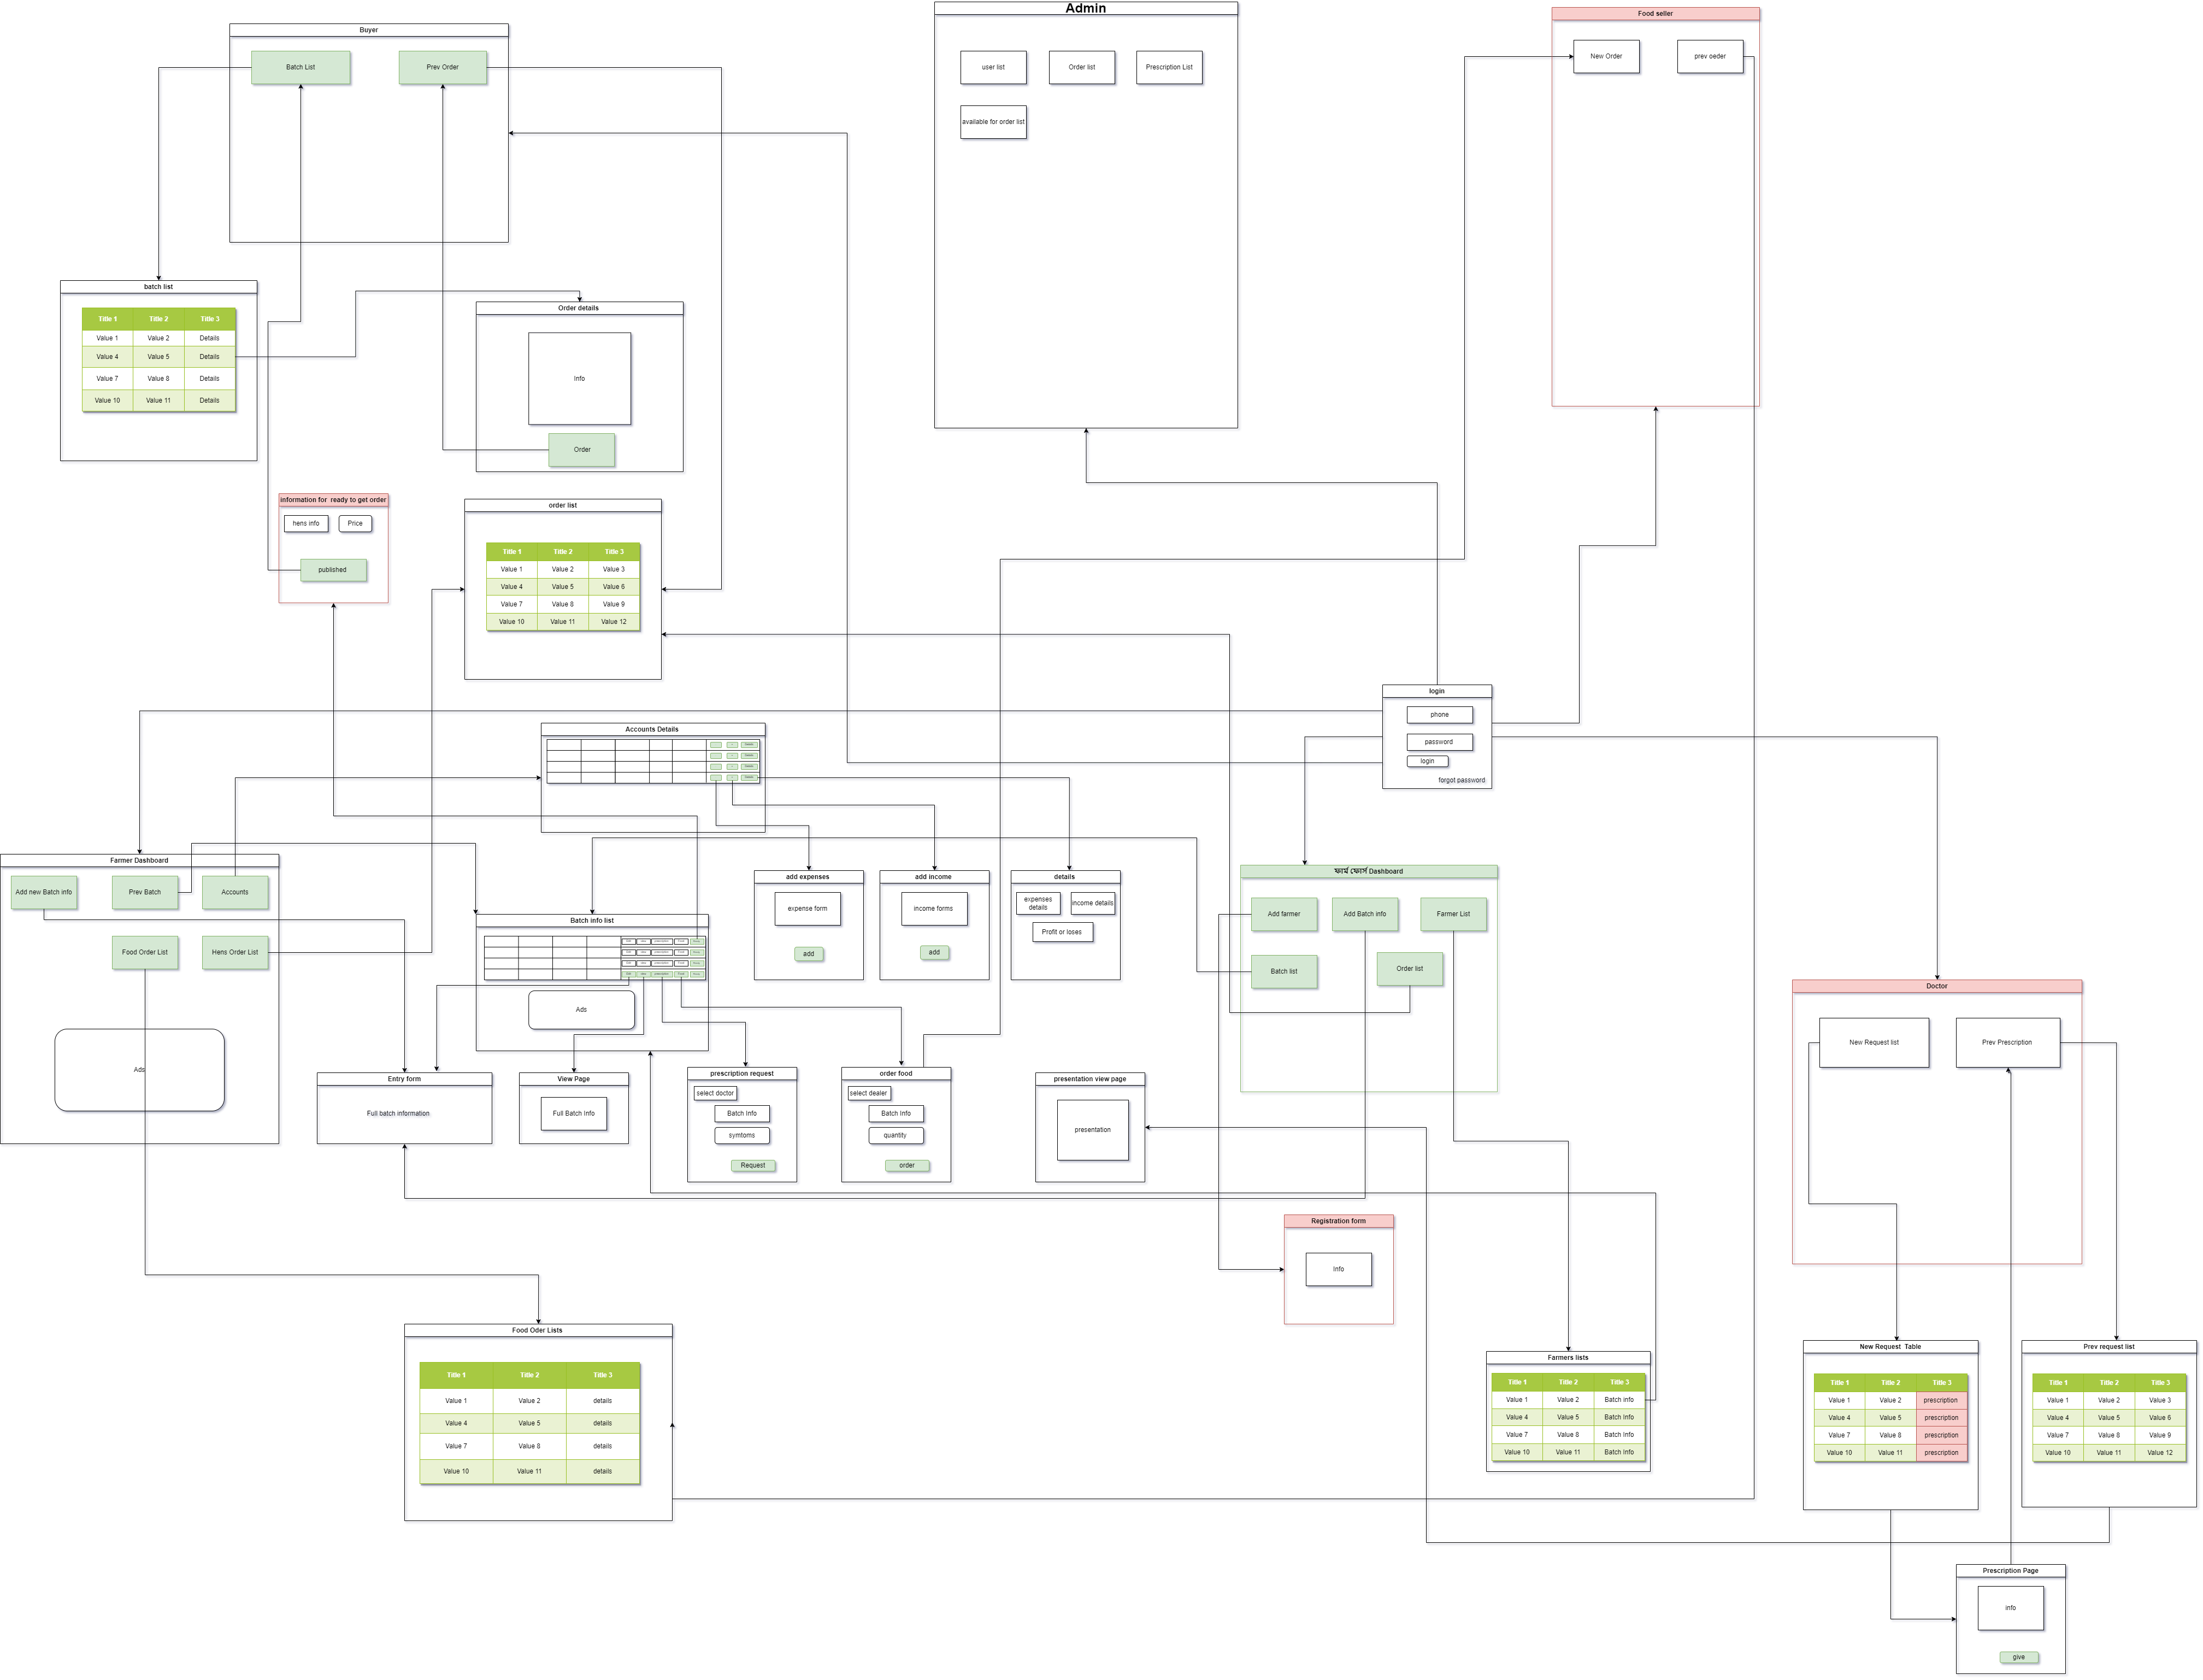 Buyer
Batch List
Prev Order
Admin
user list
Order list
Prescription List
available for order list
Food seller
New Order
prev oeder
batch list
Title 1 Title 2 Title 3
Value 1 Value 2 Details
Value 4 Value 5 Details
Value 7 Value 8 Details
Value 10 Value 11 Details
Order details
Info
Order
information for ready to get order
hens info
Price
published
order list
Title 1 Title 2 Title 3
Value 1 Value 2 Value 3
Value 4 Value 5 Value 6
Value 7 Value 8 Value 9
Value 10 Value 11 Value 12
login
phone
password
login
forgot password
Accounts Details
Farmer Dashboard
Add new Batch info
Prev Batch
Accounts
Food Order List
Hens Order List
Ads
Batch info list
Ads
add expenses
expense form
add
add income
income forms
add
details
expenses
details
income details
Profit or loses
ফার্ম ফোর্স Dashboard
Add farmer
Add Batch info
Farmer List
Batch list
Order list
Doctor
New Request list
Prev Prescription
Entry form
Full batch information
View Page
Full Batch Info
prescription request
select doctor
Batch Info
symtoms
Request
order food
select dealer
Batch Info
quantity
order
presentation view page
presentation
Registration form
Info
Food Oder Lists
Title 1 Title 2 Title 3
Value 1 Value 2 details
Value 4 Value 5 details
Value 7 Value 8 details
Value 10 Value 11 details
Farmers lists
Title 1 Title 2 Title 3
Value 1 Value 2 Batch info
Value 4 Value 5 Batch Info
Value 7 Value 8 Batch Info
Value 10 Value 11 Batch Info
New Request Table
Title 1 Title 2 Title 3
Value 1 Value 2 prescription
Value 4 Value 5 prescription
Value 7 Value 8 prescription
Value 10 Value 11 prescription
Prev request list
Title 1 Title 2 Title 3
Value 1 Value 2 Value 3
Value 4 Value 5 Value 6
Value 7 Value 8 Value 9
Value 10 Value 11 Value 12
Prescription Page
info
give